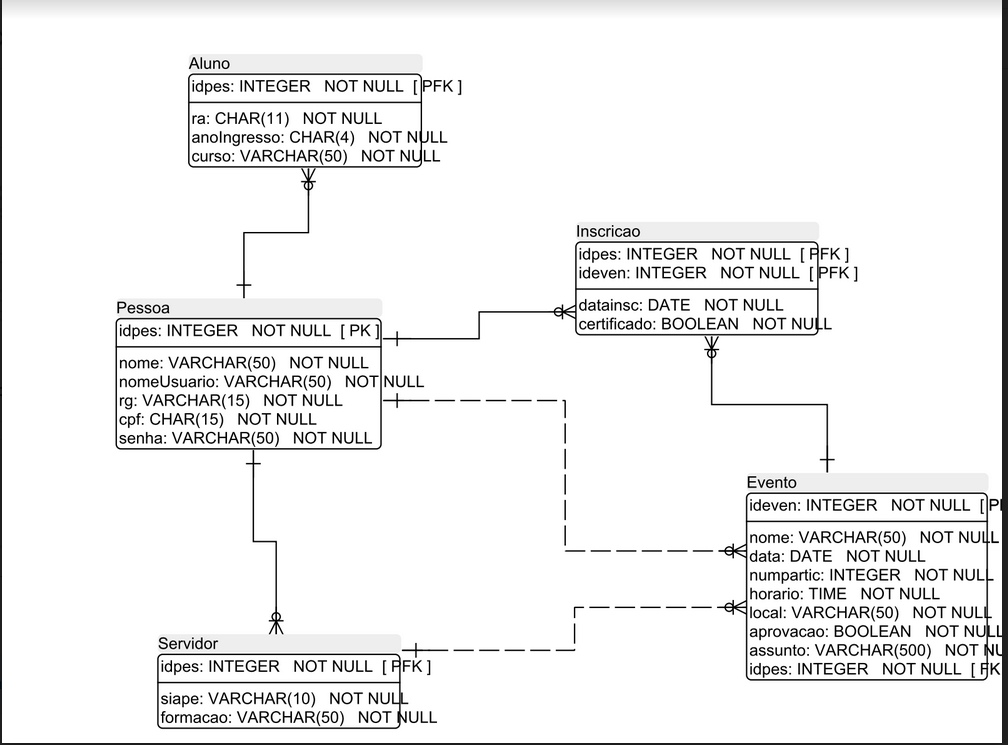 Aluno
idpes: INTEGER NOT NULL [ PFK ]
ra: CHAR(11) NOT NULL
anoIngresso: CHAR(4) NOT NULL
curso: VARCHAR(50) NOT NULL
Inscricao
idpes: INTEGER NOT NULL [ PFK ]
ideven: INTEGER NOT NULL [ PFK ]
datainsc: DATE NOT NULL
certificado: BOOLEAN NOT NULL
Pessoa
idpes: INTEGER NOT NULL [ PK ]
nome: VARCHAR(50) NOT NULL
nomeUsuario: VARCHAR(50) NOT NULL
rg: VARCHAR(15) NOT NULL
cpf: CHAR(15) NOT NULL
senha: VARCHAR(50) NOT NULL
Evento
ideven: INTEGER NOT NULL [
nome: VARCHAR(50) NOT NULL
data: DATE NOT NULL
numpartic: INTEGER NOT NULL
horario: TIME NOT NULL
local: VARCHAR(50) NOT NULL
aprovacao: BOOLEAN NOT NULL
assunto: VARCHAR(500) NOT
idpes: INTEGER NOT NULL [ FK
Servidor
idpes: INTEGER NOT NULL [ PFK ]
siape: VARCHAR(10) NOT NULL
formacao: VARCHAR(50) NOT NULL